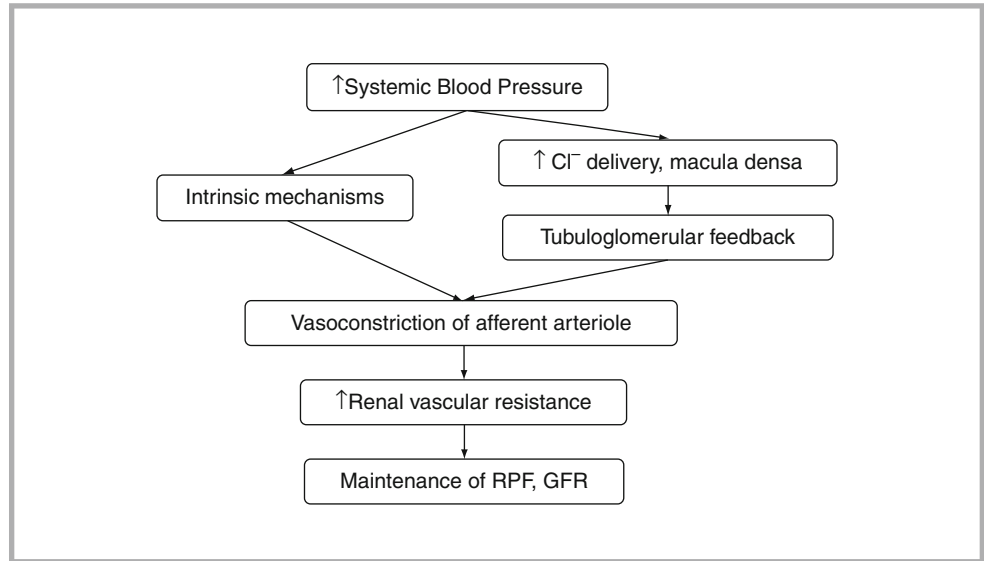 ↑Systemic Blood Pressure
↑ Cl⁻ delivery, macula densa
Intrinsic mechanisms
Tubuloglomerular feedback
Vasoconstriction of afferent arteriole
↑Renal vascular resistance
Maintenance of RPF, GFR